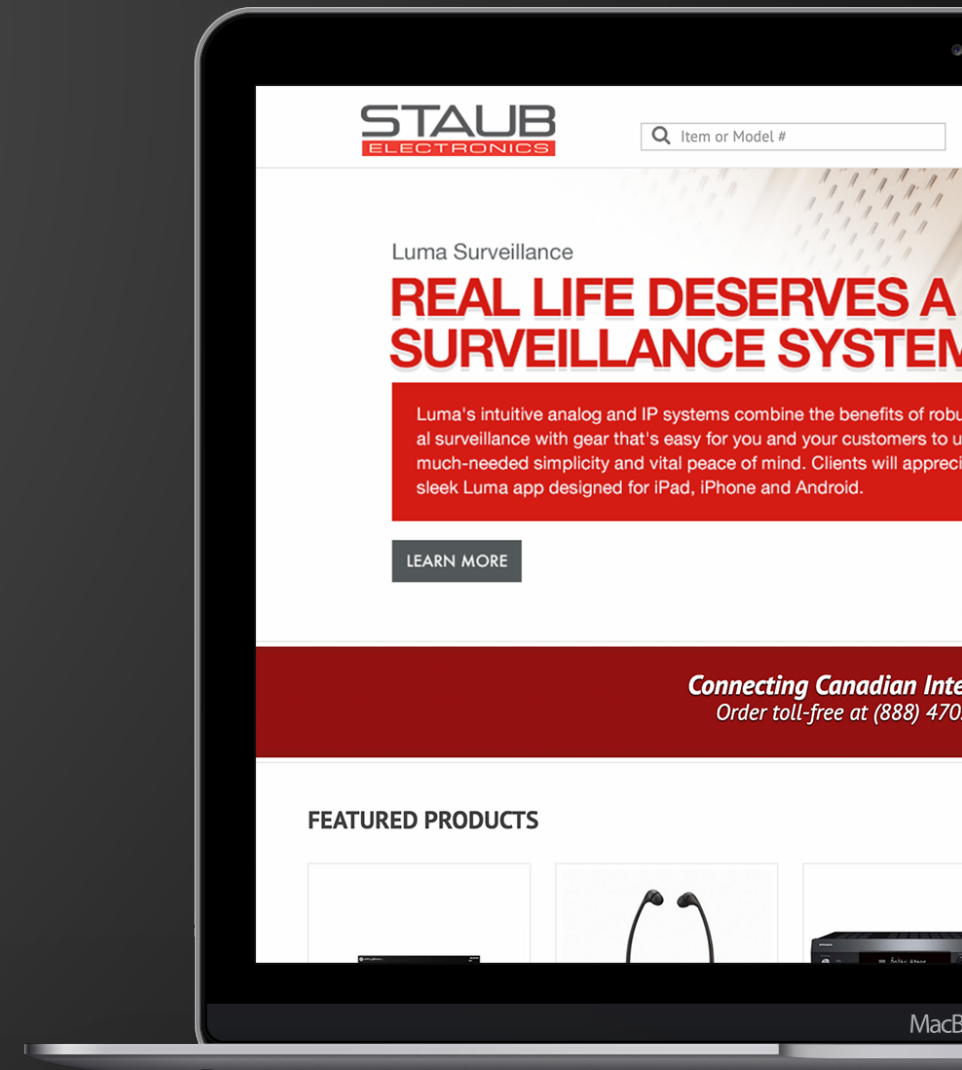 STAUB
ELECTRONICS
Item or Model #
Luma Surveillance
REAL LIFE DESERVES A
SURVEILLANCE SYSTEM
Luma's intuitive analog and IP systems combine the benefits of robu
al surveillance with gear that's easy for you and your customers to u
much-needed simplicity and vital peace of mind. Clients will appreci
sleek Luma app designed for iPad, iPhone and Android.
LEARN MORE
Connecting Canadian Inte
Order toll-free at (888) 470
FEATURED PRODUCTS
MacB